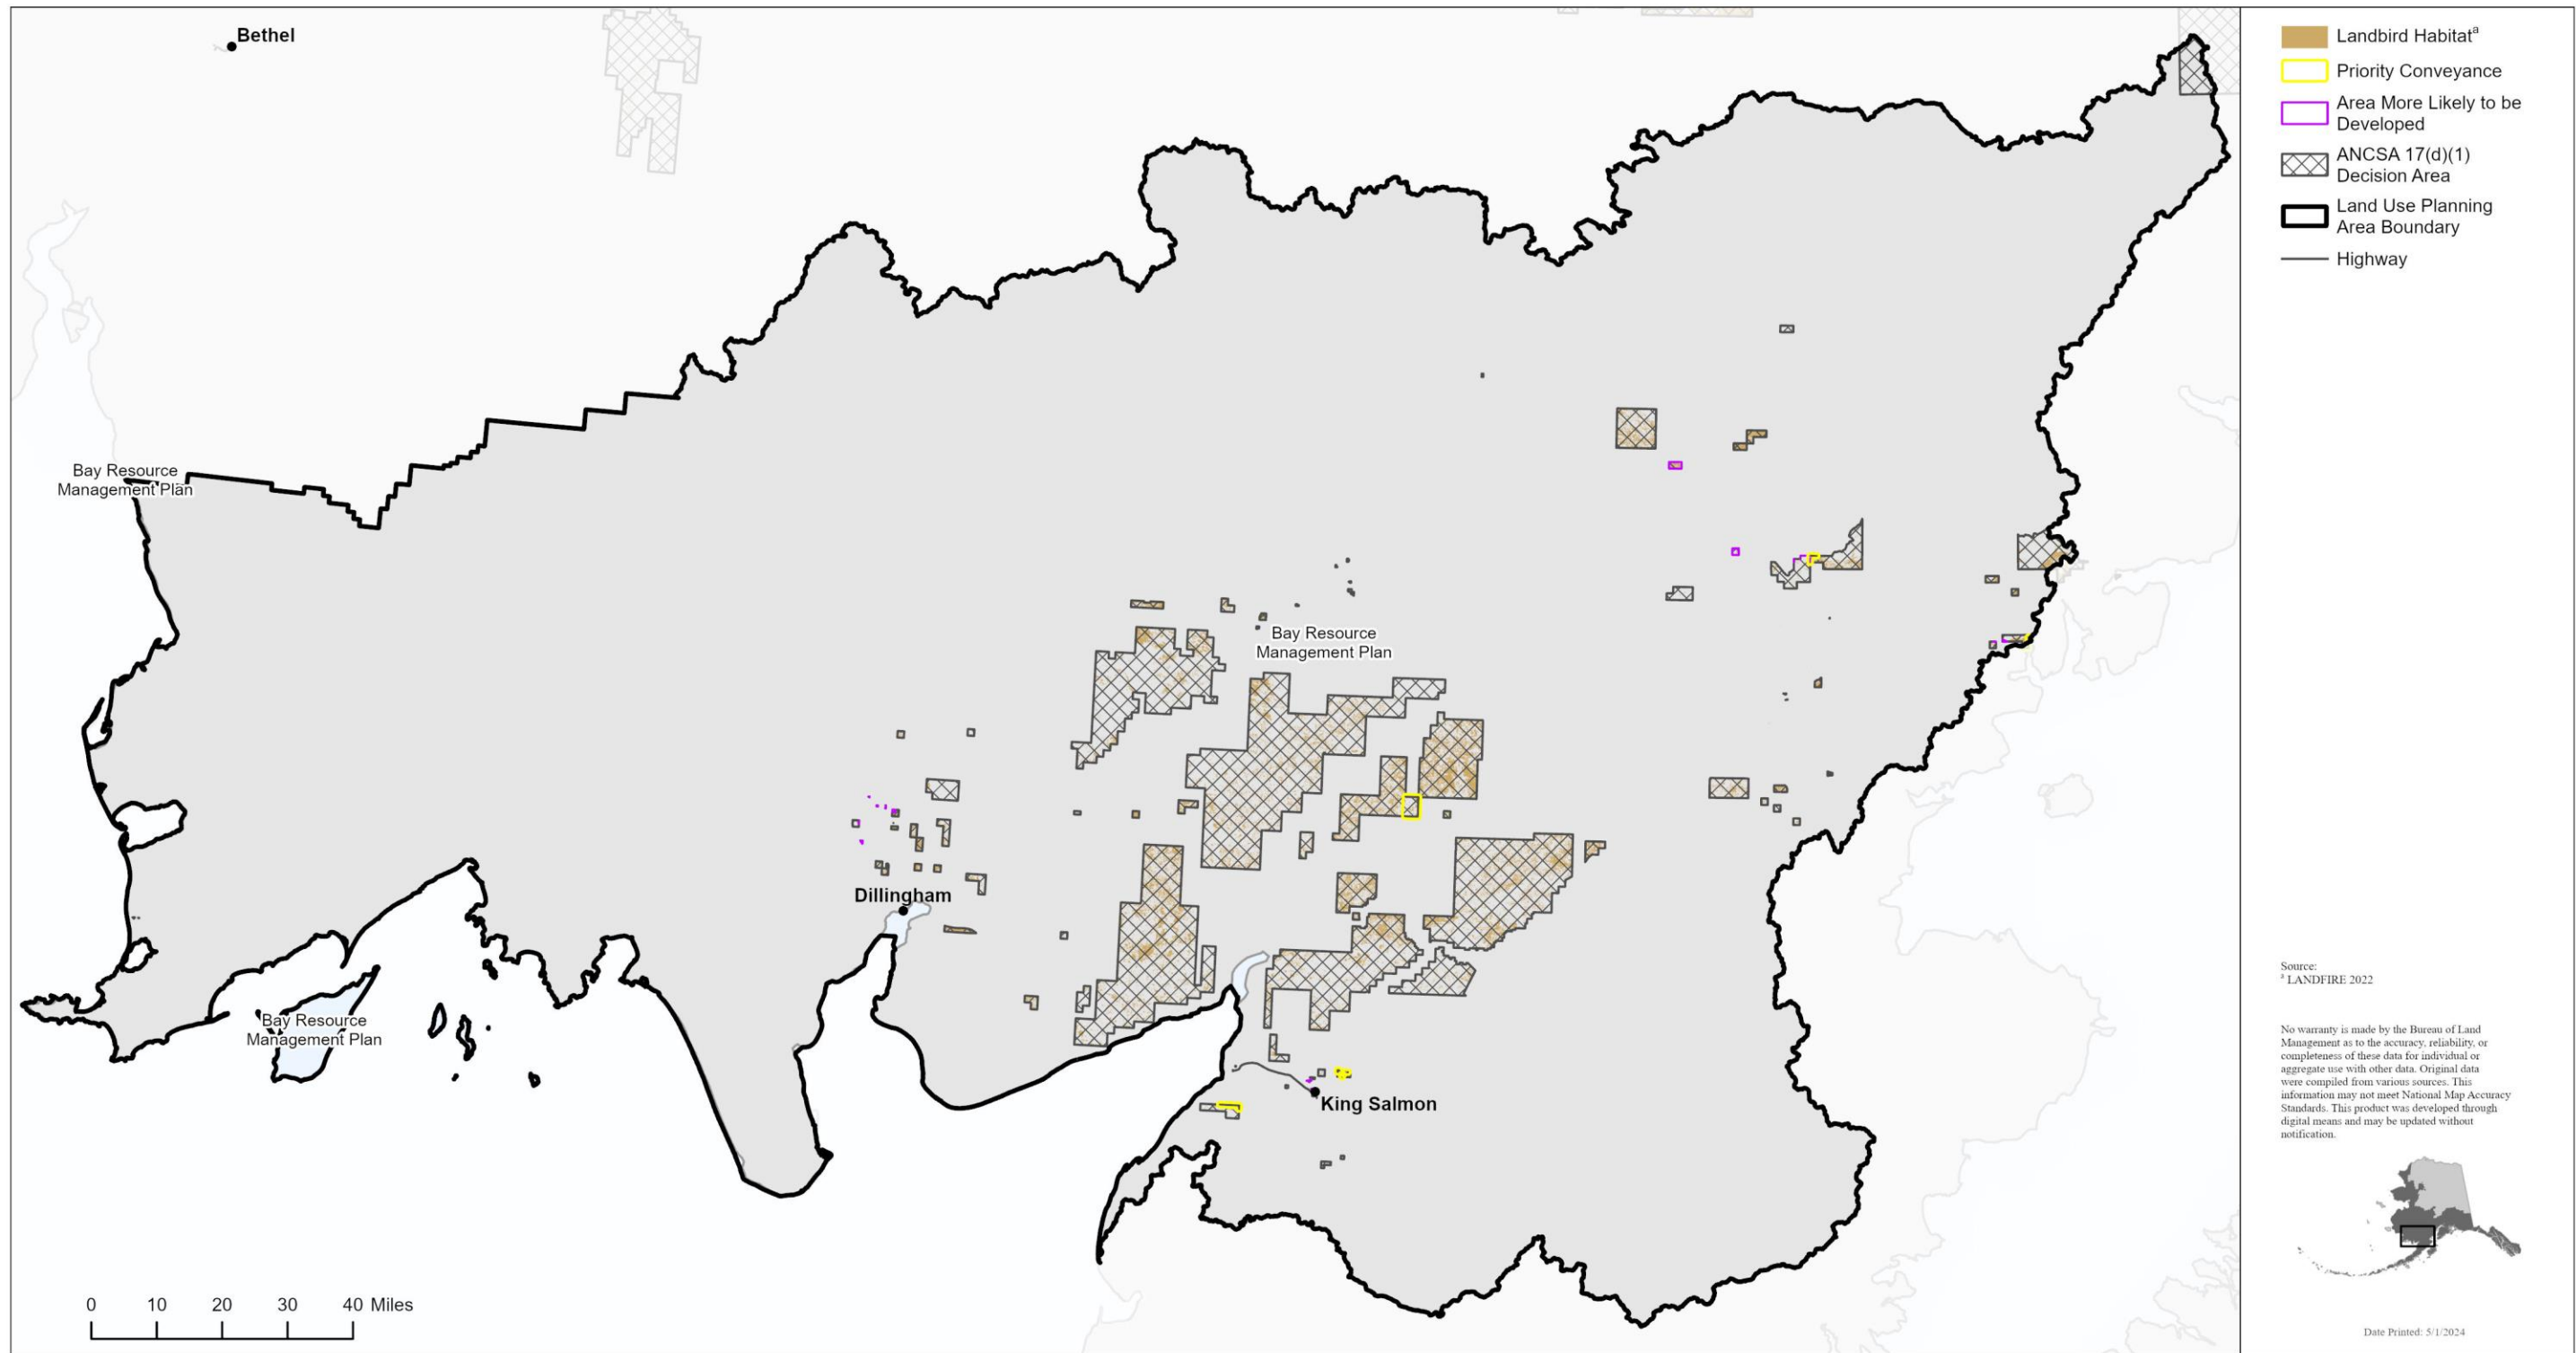 Bethel
Bay Resource
Management Plan
Bay Resource
Management Plan
Dillingham
Bay Resource
Management Plan
King Salmon
0 10 20 30 40 Miles
Landbird Habitatᵃ
Priority Conveyance
Area More Likely to be
Developed
ANCSA 17(d)(1)
Decision Area
Land Use Planning
Area Boundary
Highway
Source:
ᵃ LANDFIRE 2022
No warranty is made by the Bureau of Land
Management as to the accuracy, reliability, or
completeness of these data for individual or
aggregate use with other data. Original data
were compiled from various sources. This
information may not meet National Map Accuracy
Standards. This product was developed through
digital means and may be updated without
notification.
Date Printed: 5/1/2024